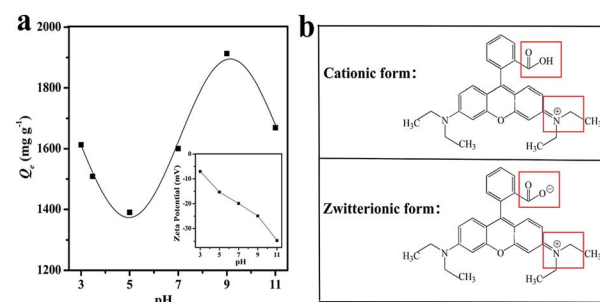 a
Qe (mg g⁻¹)
2000
1800
1600
1400
1200
3
5
7
9
11
pH
Zeta Potential (mV)
0
-10
-20
-30
3
5
7
9
11
pH
b
Cationic form:
O
OH
H₃C
N
O
N
⊕
CH₃
H₃C
CH₃
Zwitterionic form:
O
O⊖
H₃C
N
O
N
⊕
CH₃
H₃C
CH₃